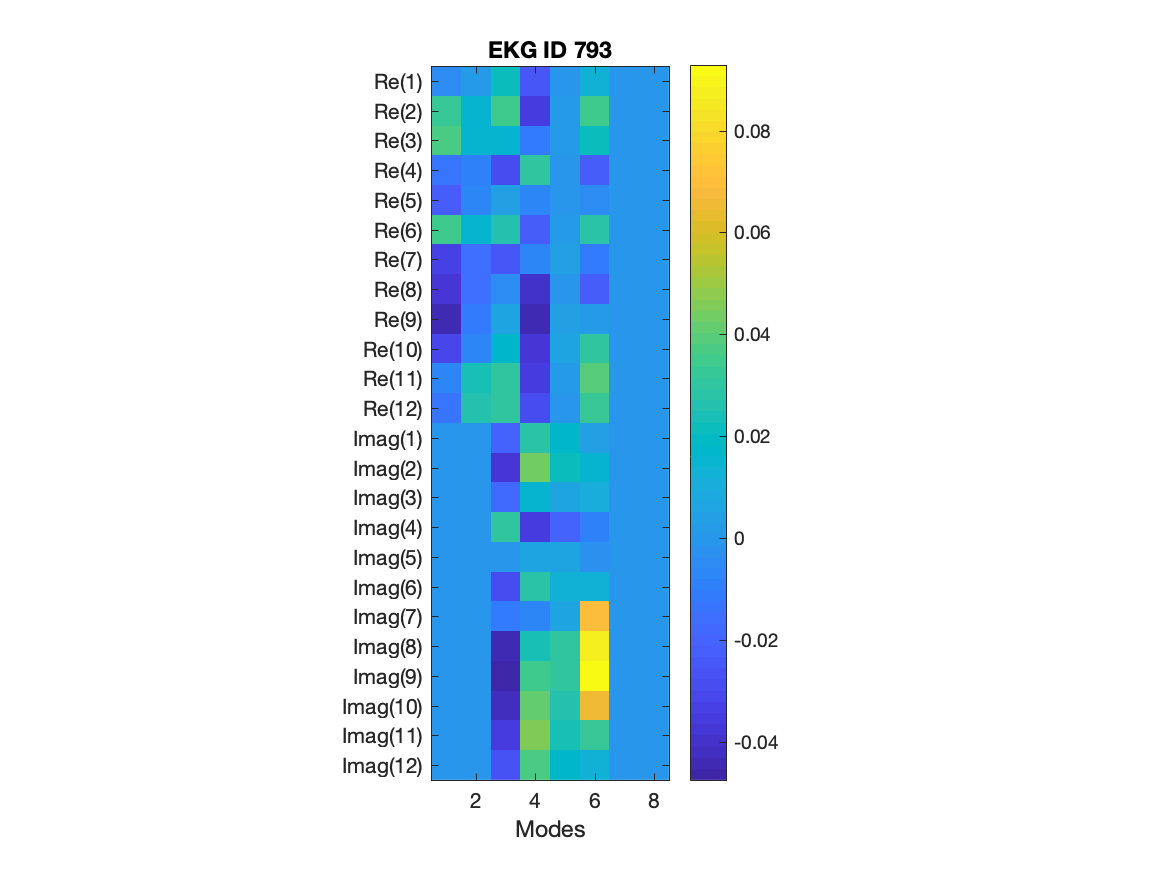 EKG ID 793
Re(1)
Re(2)
Re(3)
Re(4)
Re(5)
Re(6)
Re(7)
Re(8)
Re(9)
Re(10)
Re(11)
Re(12)
Imag(1)
Imag(2)
Imag(3)
Imag(4)
Imag(5)
Imag(6)
Imag(7)
Imag(8)
Imag(9)
Imag(10)
Imag(11)
Imag(12)
2 4 6 8
Modes
0.08
0.06
0.04
0.02
0
-0.02
-0.04